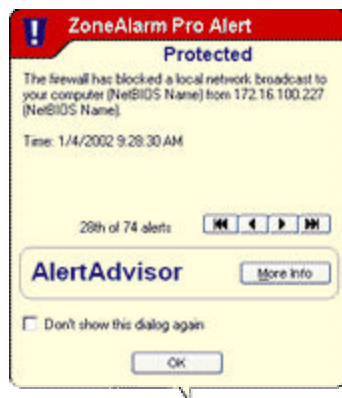 ZoneAlarm Pro Alert
Protected
The firewall has blocked a local network broadcast to
your computer (NetBIOS Name) from 172.16.100.227
(NetBIOS Name).
Time: 1/4/2002 9:28:30 AM
28th of 74 alerts
AlertAdvisor
More Info
Don't show this dialog again
OK